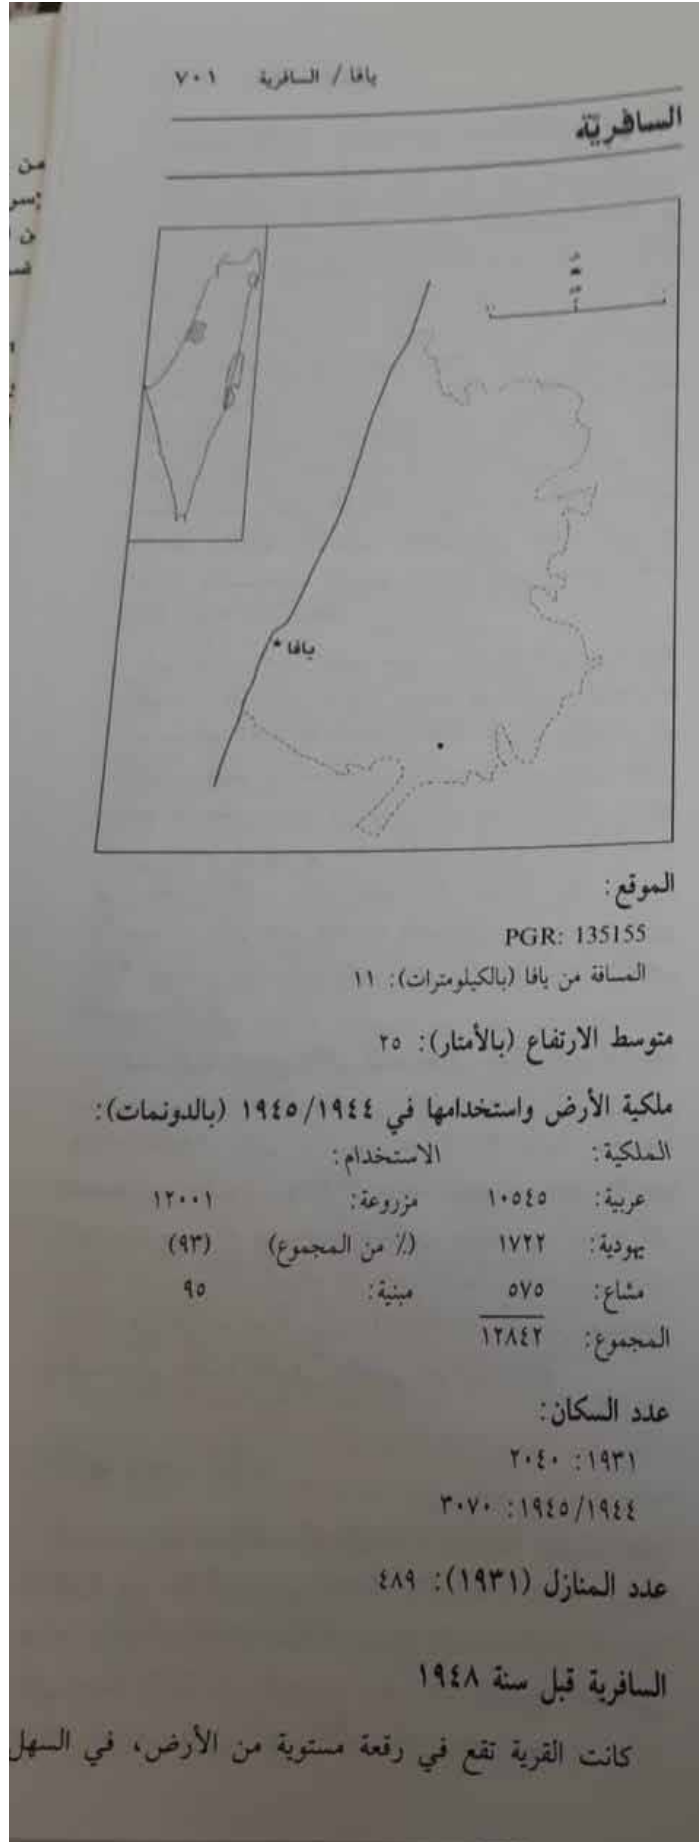 يافا / السافرية ٧٠١
السافريّة
من
يافا
الموقع:
PGR: 135155
المسافة من يافا (بالكيلومترات): ١١
متوسط الارتفاع (بالأمتار): ٢٥
ملكية الأرض واستخدامها في ١٩٤٥/١٩٤٤ (بالدونمات):
الملكية: الاستخدام:
عربية: ١٠٥٤٥ مزروعة: ١٢٠٠١
يهودية: ١٧٢٢ (٪ من المجموع) (٩٣)
مشاع: ٥٧٥ مبنية: ٩٥
المجموع: ١٢٨٤٢
عدد السكان:
١٩٣١: ٢٠٤٠
١٩٤٥/١٩٤٤: ٣٠٧٠
عدد المنازل (١٩٣١): ٤٨٩
السافرية قبل سنة ١٩٤٨
كانت القرية تقع في رقعة مستوية من الأرض، في السهل